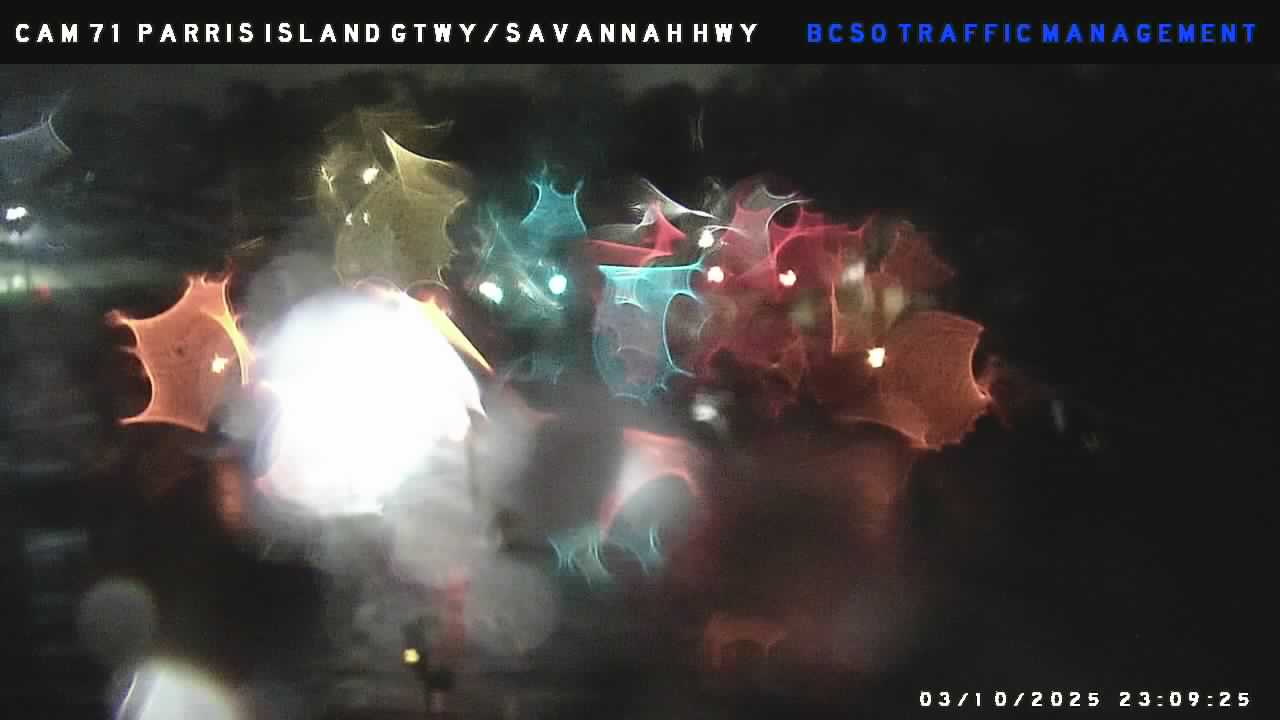 CAM 71 PARRIS ISLAND GTWY/SAVANNAH HWY BCSO TRAFFIC MANAGEMENT
03/10/2025 23:09:25